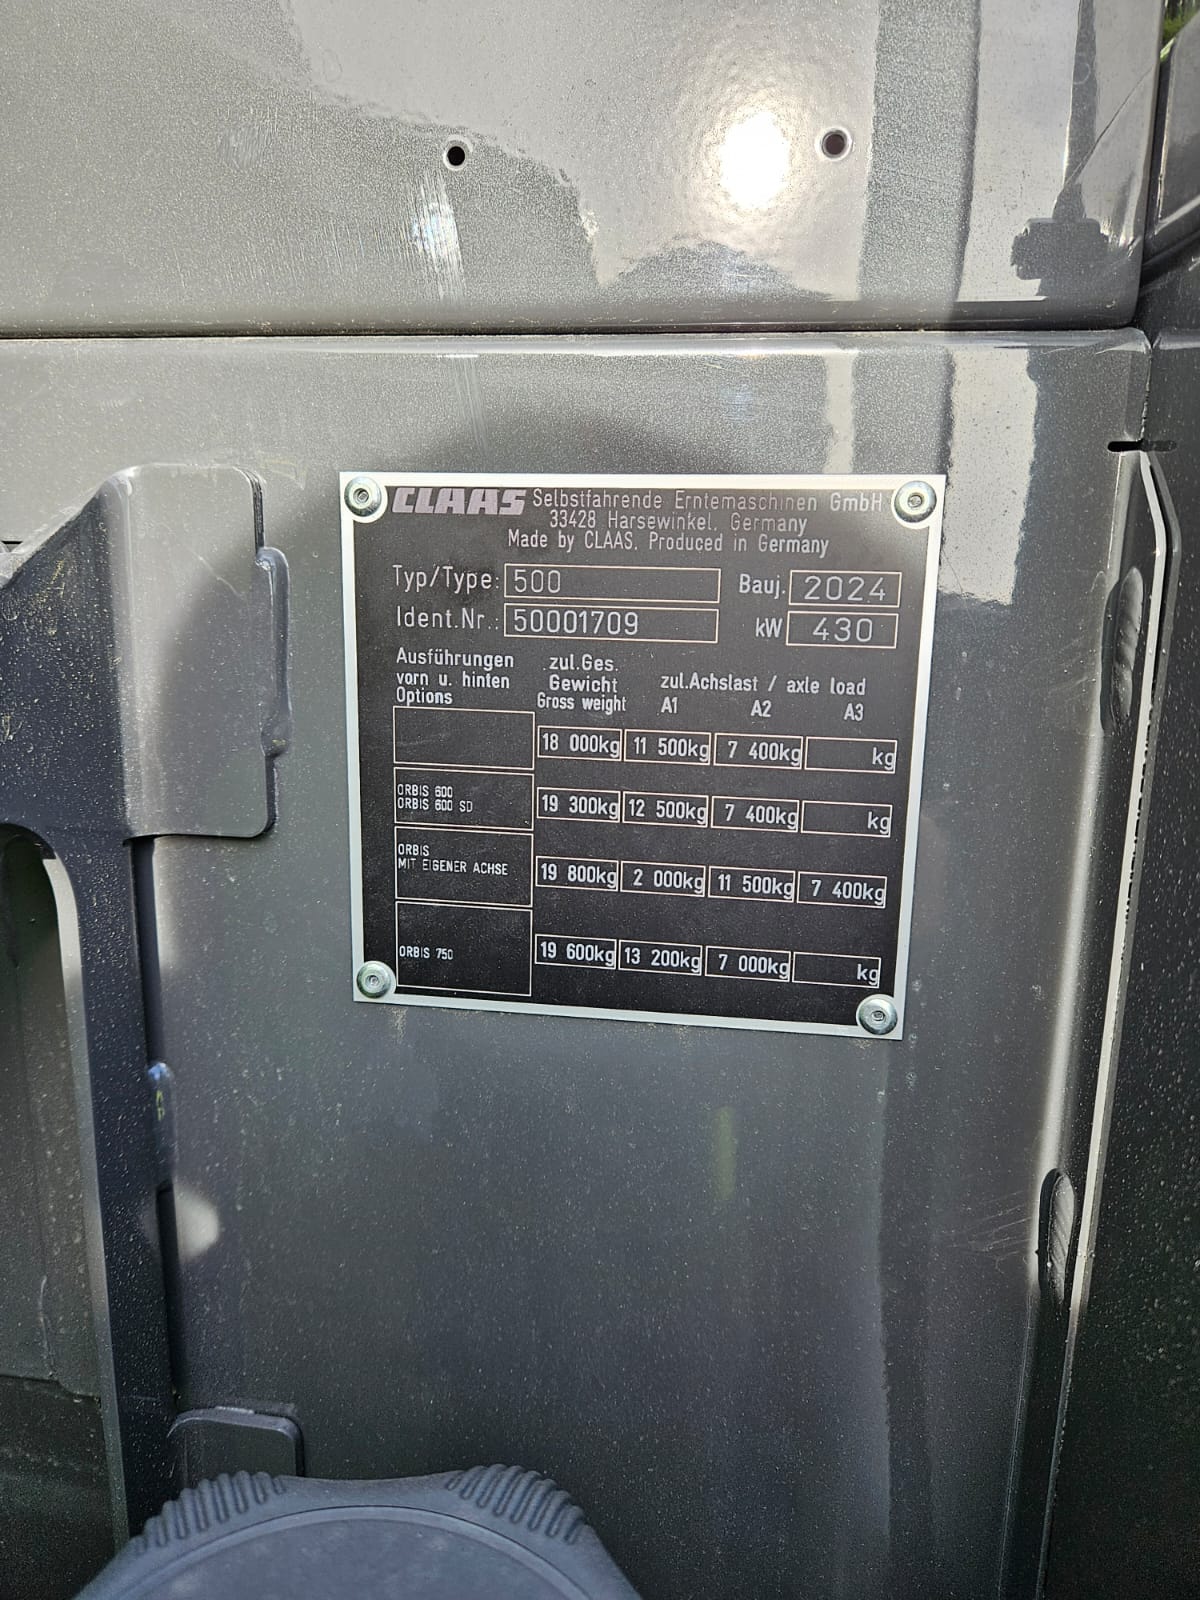 CLAAS Selbstfahrende Erntemaschinen GmbH
33428 Harsewinkel, Germany
Made by CLAAS, Produced in Germany
Typ/Type: 500 Bauj. 2024
Ident.Nr.: 50001709 kW 430
Ausführungen zul.Ges.
vorn u. hinten Gewicht zul.Achslast / axle load
Options Gross weight A1 A2 A3
18 000kg 11 500kg 7 400kg kg
ORBIS 600
ORBIS 600 SD 19 300kg 12 500kg 7 400kg kg
ORBIS
MIT EIGENER ACHSE 19 800kg 2 000kg 11 500kg 7 400kg
ORBIS 750 19 600kg 13 200kg 7 000kg kg